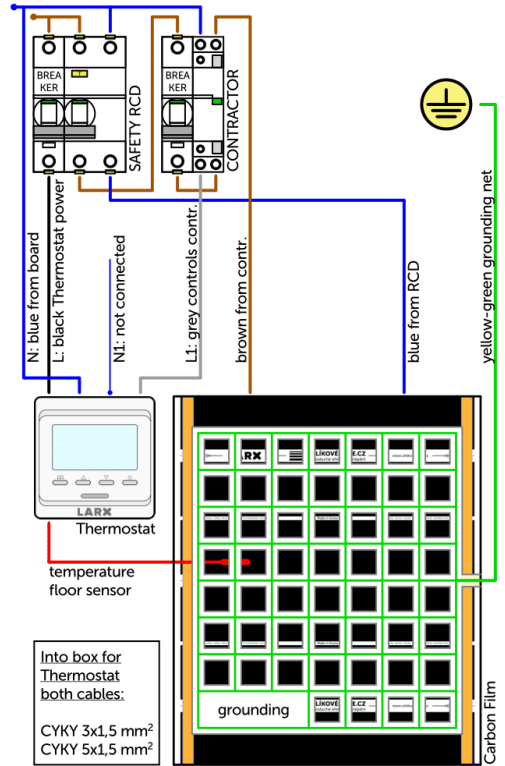 BREA
KER
SAFETY RCD
BREA
KER
CONTRACTOR
N: blue from board
L: black Thermostat power
N1: not connected
L1: grey controls contr.
brown from contr.
blue from RCD
yellow-green grounding net
LARX
Thermostat
temperature
floor sensor
RX
LÍKOVÉ
E.CZ
Into box for
Thermostat
both cables:
CYKY 3x1,5 mm²
CYKY 5x1,5 mm²
grounding
LÍKOVÉ
E.CZ
Carbon Film